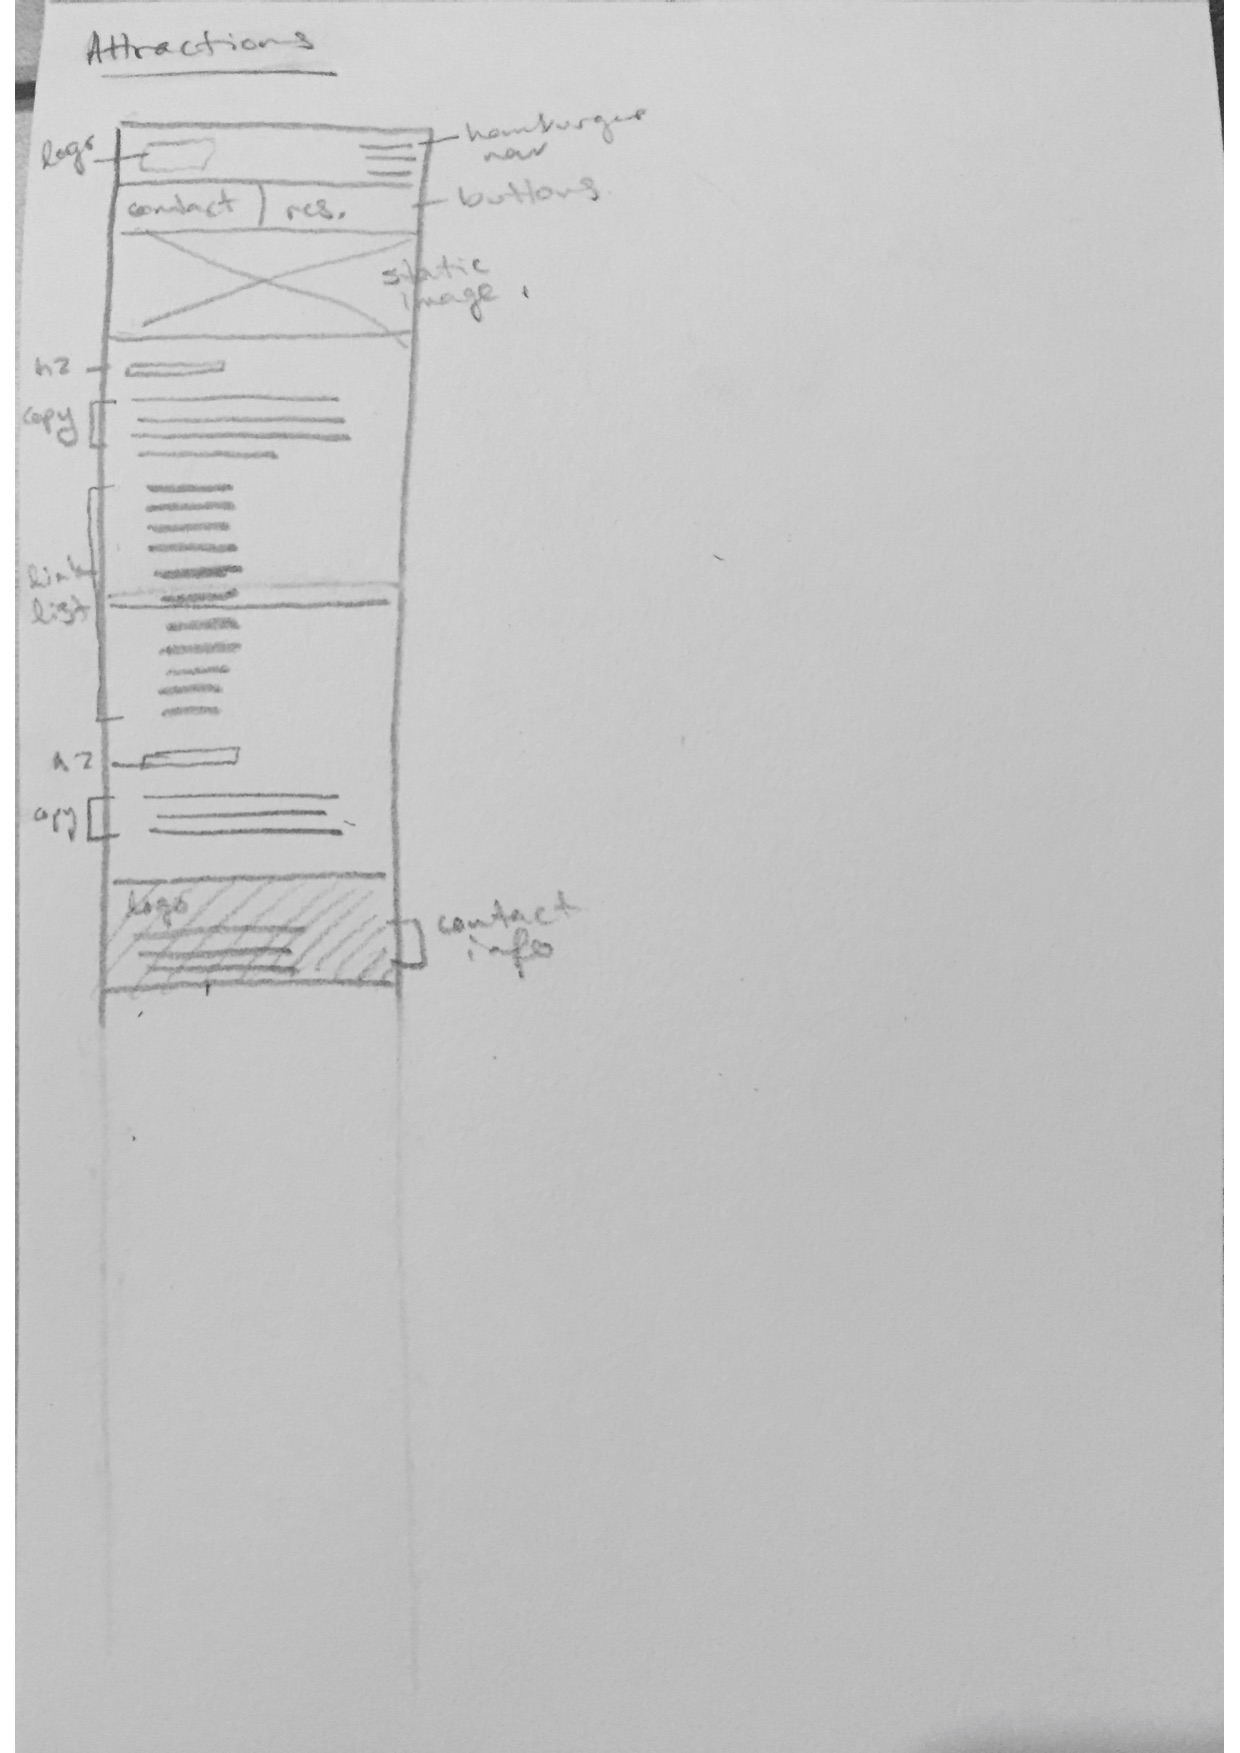 Attractions
logo
hamburger
nav
contact
res.
buttons
static
image
h2
copy
link
list
h2
copy
logo
contact
info